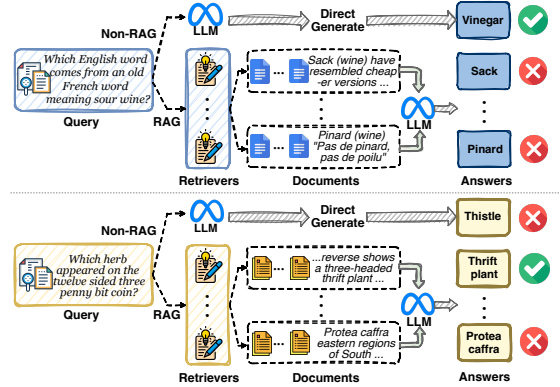 Non-RAG
LLM
Direct
Generate
Vinegar
Which English word
comes from an old
French word
meaning sour wine?
Query
RAG
Retrievers
Sack (wine) have
resembled cheap
-er versions ...
Pinard (wine)
"Pas de pinard,
pas de poilu"
Documents
LLM
Sack
Pinard
Answers
Non-RAG
LLM
Direct
Generate
Thistle
Which herb
appeared on the
twelve sided three
penny bit coin?
Query
RAG
Retrievers
...reverse shows
a three-headed
thrift plant ...
Protea caffra
eastern regions
of South ...
Documents
LLM
Thrift
plant
Protea
caffra
Answers